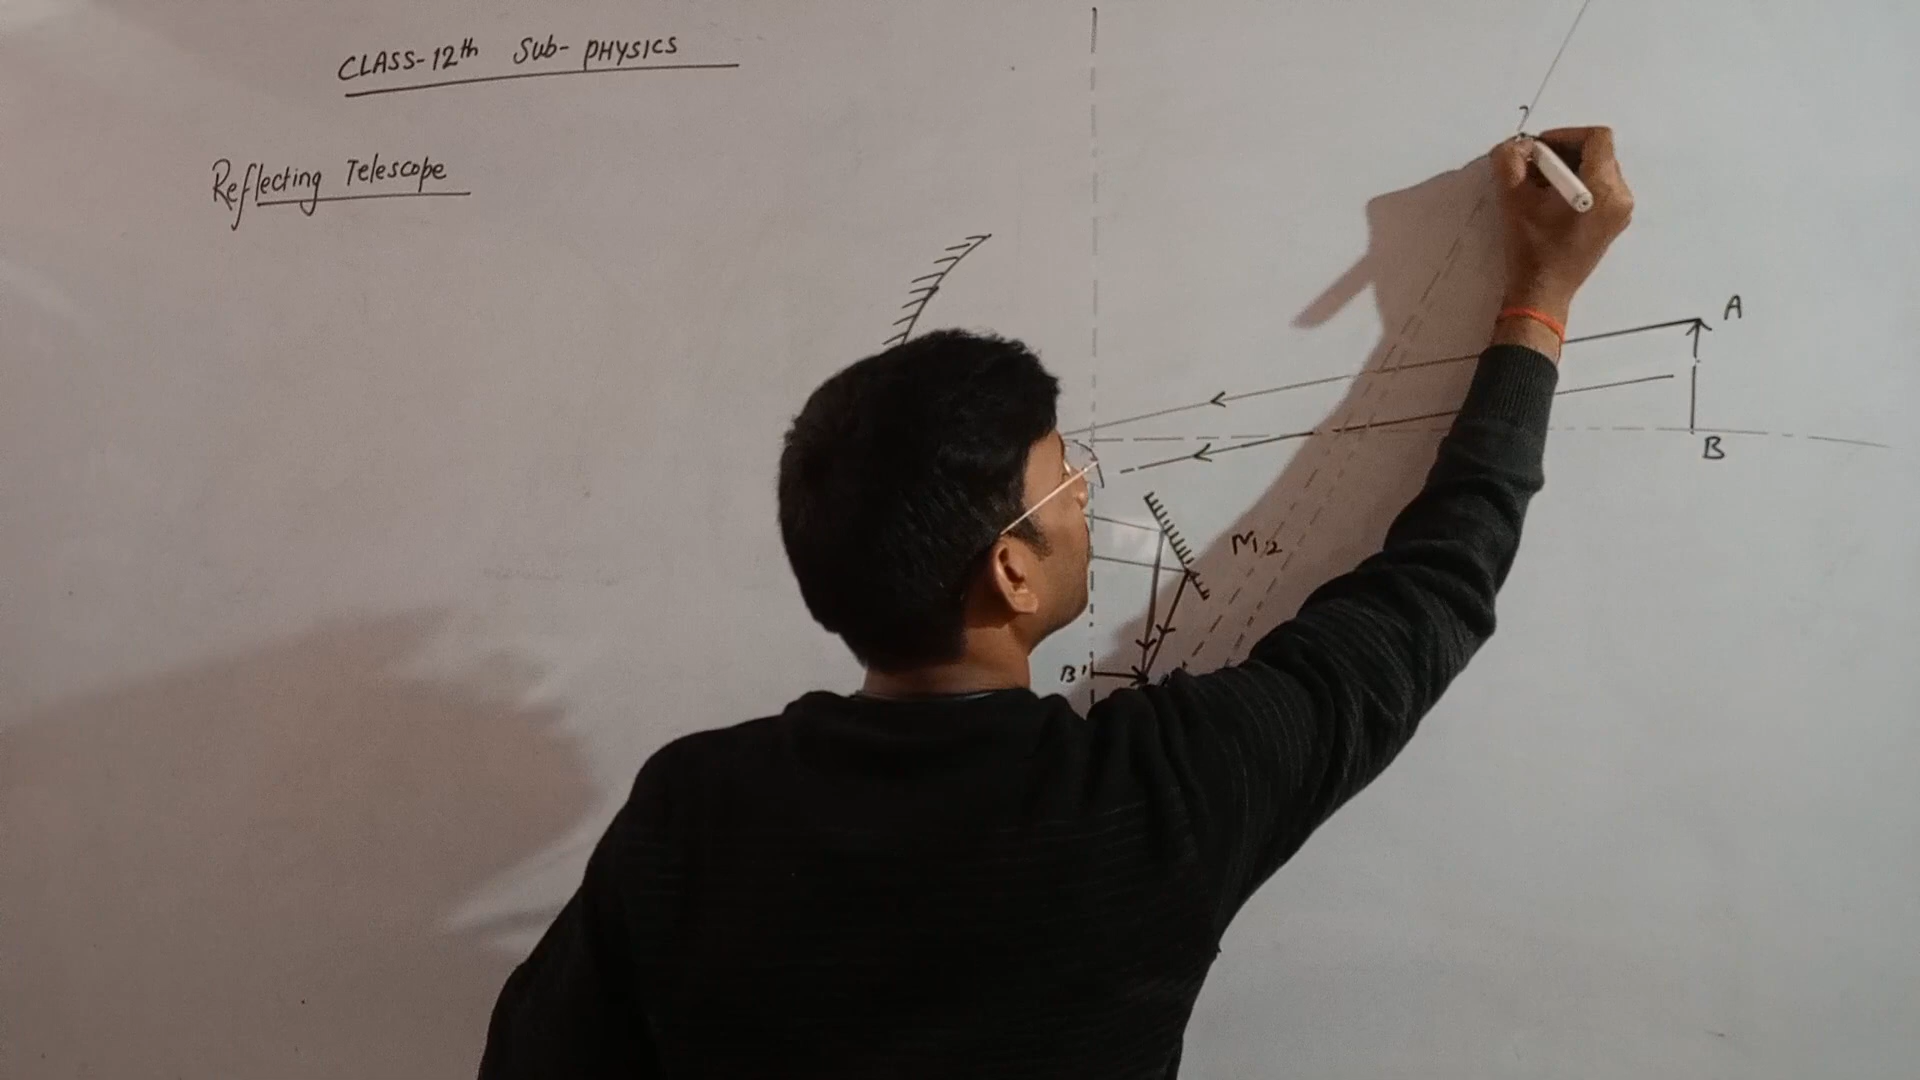 CLASS-12th Sub- PHYSICS
Reflecting Telescope
A
B
M2
B'